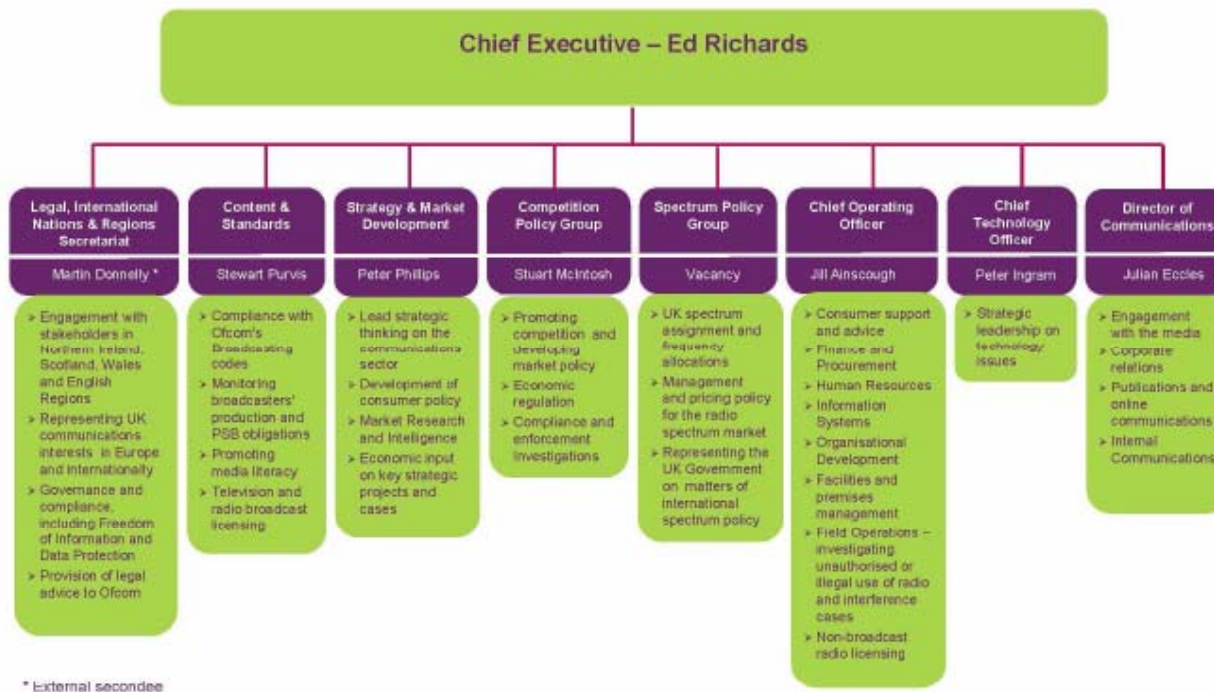 Chief Executive – Ed Richards
Legal, International
Nations & Regions
Secretariat
Martin Donnelly *
➢ Engagement with
stakeholders in
Northern Ireland,
Scotland, Wales
and English
Regions
➢ Representing UK
communications
interests in Europe
and internationally
➢ Governance and
compliance,
including Freedom
of Information and
Data Protection
➢ Provision of legal
advice to Ofcom
Content &
Standards
Stewart Purvis
➢ Compliance with
Ofcom's
Broadcasting
codes
➢ Monitoring
broadcasters'
production and
PSB obligations
➢ Promoting
media literacy
➢ Television and
radio broadcast
licensing
Strategy & Market
Development
Peter Phillips
➢ Lead strategic
thinking on the
communications
sector
➢ Development of
consumer policy
➢ Market Research
and Intelligence
➢ Economic input
on key strategic
projects and
cases
Competition
Policy Group
Stuart McIntosh
➢ Promoting
competition and
developing
market policy
➢ Economic
regulation
➢ Compliance and
enforcement
investigations
Spectrum Policy
Group
Vacancy
➢ UK spectrum
assignment and
frequency
allocations
➢ Management
and pricing policy
for the radio
spectrum market
➢ Representing the
UK Government
on matters of
international
spectrum policy
Chief Operating
Officer
Jill Ainscough
➢ Consumer support
and advice
➢ Finance and
Procurement
➢ Human Resources
➢ Information
Systems
➢ Organisational
Development
➢ Facilities and
premises
management
➢ Field Operations –
investigating
unauthorised or
illegal use of radio
and interference
cases
➢ Non-broadcast
radio licensing
Chief
Technology
Officer
Peter Ingram
➢ Strategic
leadership on
technology
issues
Director of
Communications
Julian Eccles
➢ Engagement
with the media
➢ Corporate
relations
➢ Publications and
online
communications
➢ Internal
Communications
* External secondee